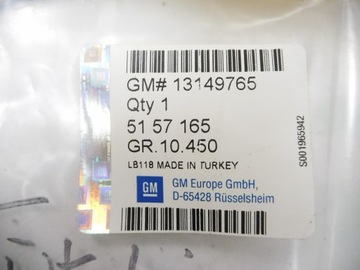 GM# 13149765
Qty 1
51 57 165
GR.10.450
LB118 MADE IN TURKEY
GM
GM Europe GmbH,
D-65428 Rüsselsheim
S001965942